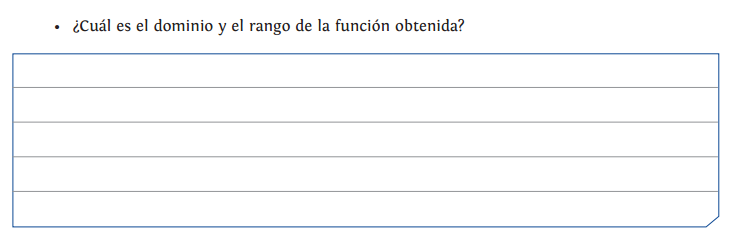 • ¿Cuál es el dominio y el rango de la función obtenida?